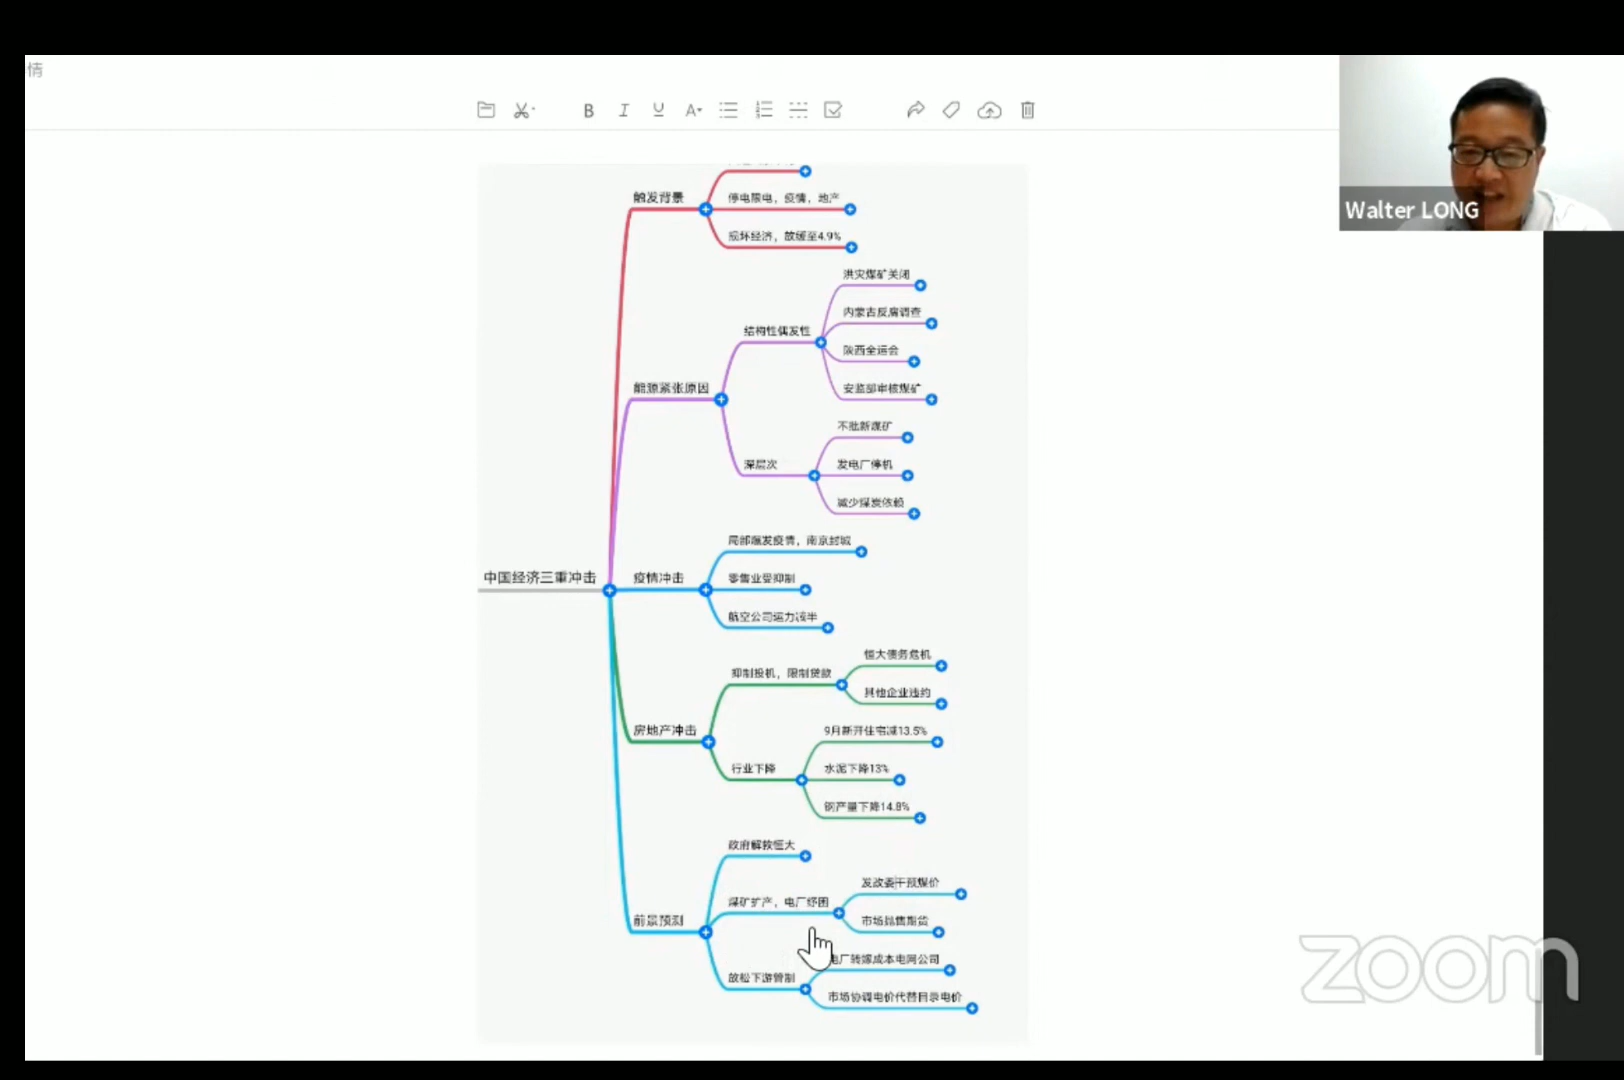 情
B I U A
Walter LONG
触发背景
停电限电，疫情，地产
损坏经济，放缓至4.9%
能源紧张原因
结构性偶发性
洪灾煤矿关闭
内蒙古反腐调查
陕西全运会
安监部审核煤矿
深层次
不批新煤矿
发电厂停机
减少煤炭依赖
中国经济三重冲击
疫情冲击
局部爆发疫情，南京封城
零售业受抑制
航空公司运力减半
房地产冲击
抑制投机，限制贷款
恒大债务危机
其他企业违约
行业下降
9月新开住宅减13.5%
水泥下降13%
钢产量下降14.8%
前景预测
政府解救恒大
煤矿扩产，电厂纾困
发改委干预煤价
市场抛售期货
放松下游管制
电厂转嫁成本电网公司
市场协调电价代替目录电价
zoom